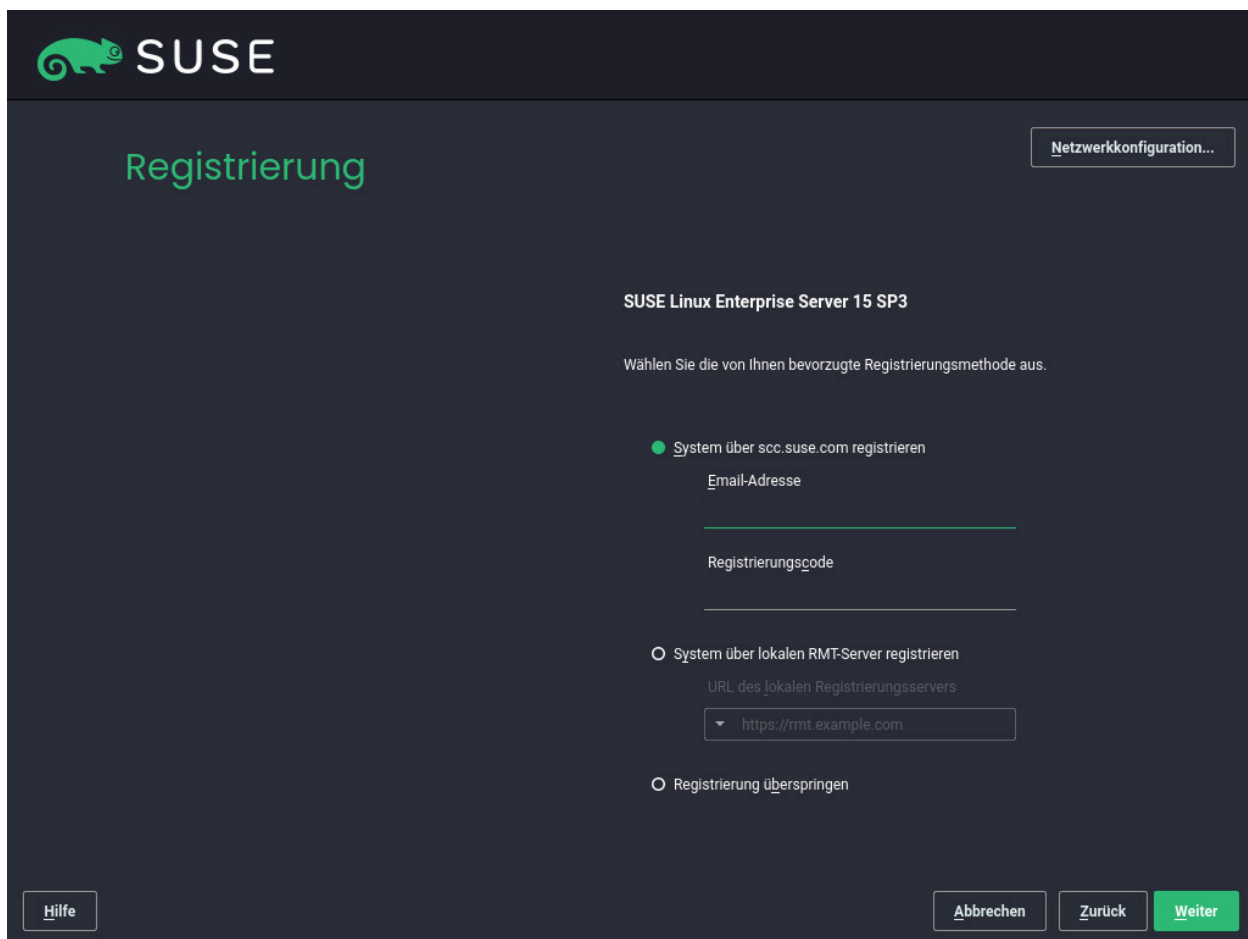 SUSE
Registrierung
Netzwerkkonfiguration...
SUSE Linux Enterprise Server 15 SP3
Wählen Sie die von Ihnen bevorzugte Registrierungsmethode aus.
System über scc.suse.com registrieren
Email-Adresse
Registrierungscode
System über lokalen RMT-Server registrieren
URL des lokalen Registrierungsservers
https://rmt.example.com
Registrierung überspringen
Hilfe
Abbrechen
Zurück
Weiter